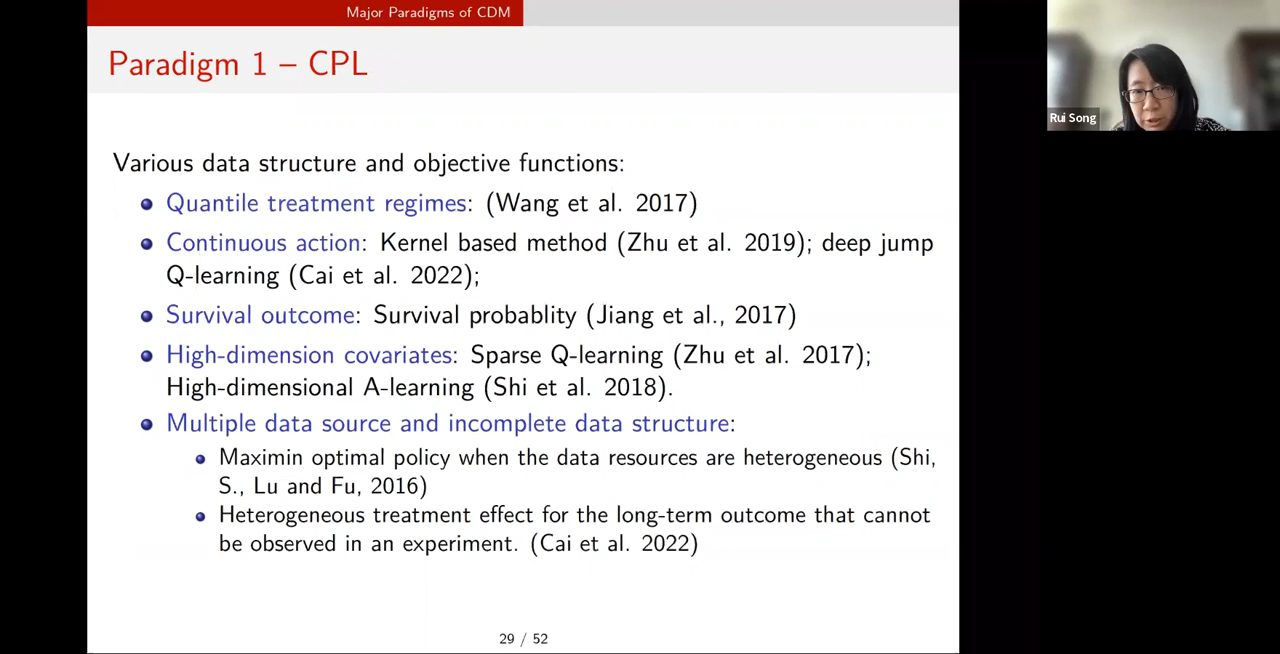 Major Paradigms of CDM
Paradigm 1 – CPL
Rui Song
Various data structure and objective functions:
Quantile treatment regimes: (Wang et al. 2017)
Continuous action: Kernel based method (Zhu et al. 2019); deep jump
Q-learning (Cai et al. 2022);
Survival outcome: Survival probablity (Jiang et al., 2017)
High-dimension covariates: Sparse Q-learning (Zhu et al. 2017);
High-dimensional A-learning (Shi et al. 2018).
Multiple data source and incomplete data structure:
Maximin optimal policy when the data resources are heterogeneous (Shi,
S., Lu and Fu, 2016)
Heterogeneous treatment effect for the long-term outcome that cannot
be observed in an experiment. (Cai et al. 2022)
29 / 52